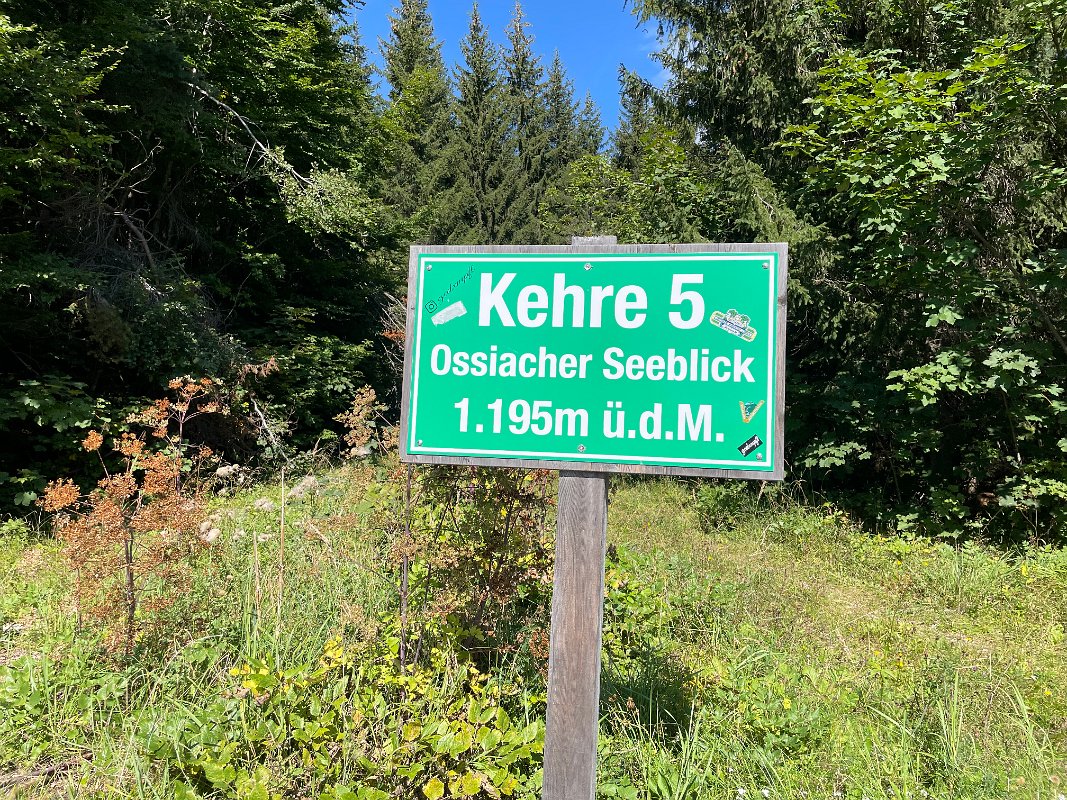 Kehre 5
Ossiacher Seeblick
1.195m ü.d.M.